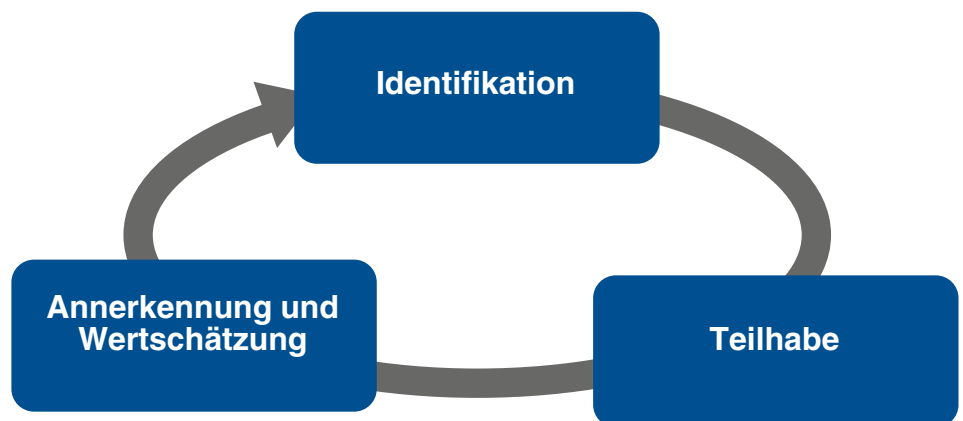 Identifikation
Annerkennung und
Wertschätzung
Teilhabe